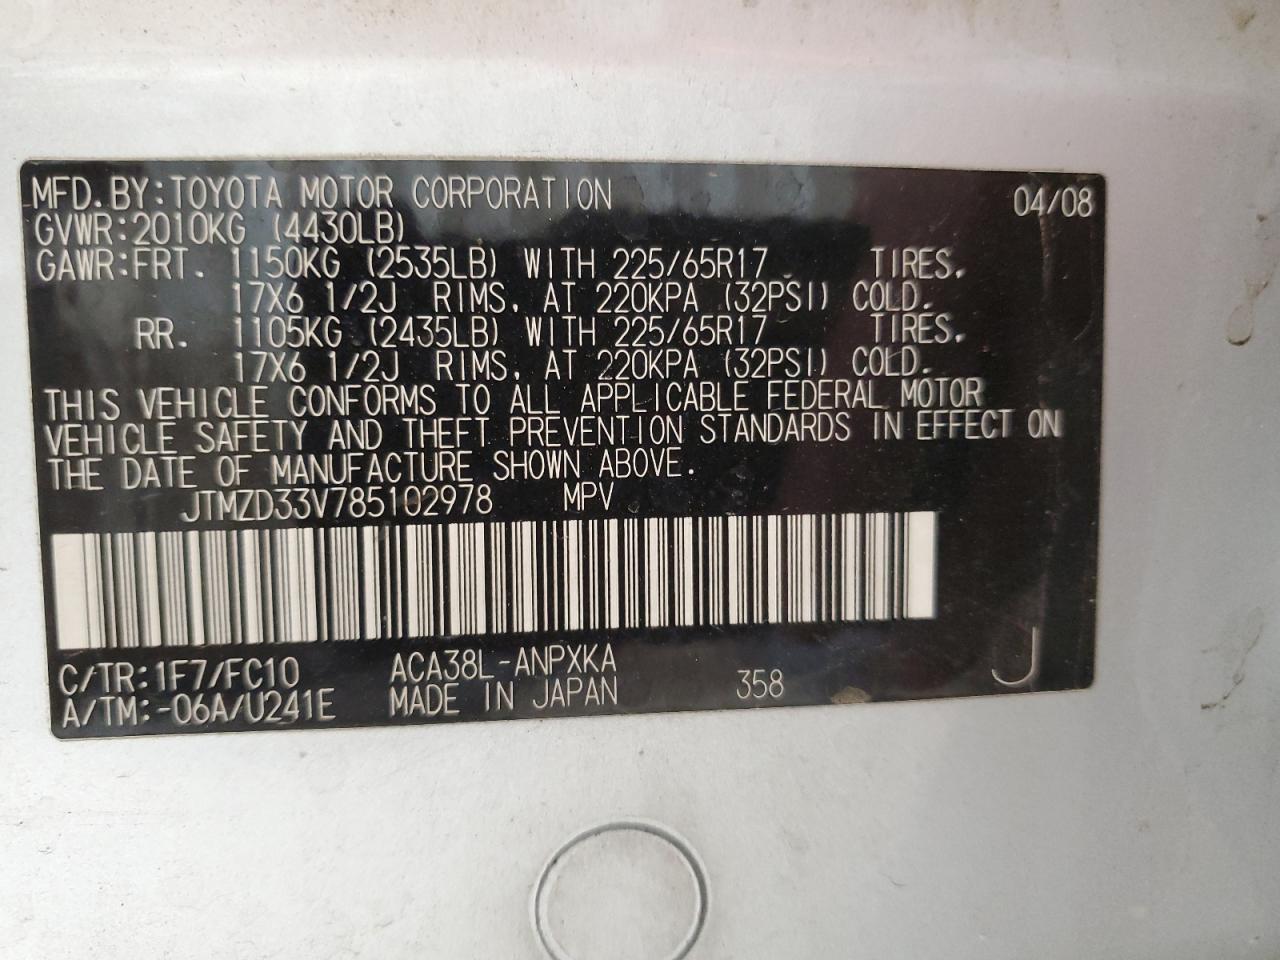 MFD.BY:TOYOTA MOTOR CORPORATION 04/08
GVWR:2010KG (4430LB)
GAWR:FRT. 1150KG (2535LB) WITH 225/65R17 TIRES,
17X6 1/2J RIMS, AT 220KPA (32PSI) COLD.
RR. 1105KG (2435LB) WITH 225/65R17 TIRES,
17X6 1/2J RIMS, AT 220KPA (32PSI) COLD.
THIS VEHICLE CONFORMS TO ALL APPLICABLE FEDERAL MOTOR
VEHICLE SAFETY AND THEFT PREVENTION STANDARDS IN EFFECT ON
THE DATE OF MANUFACTURE SHOWN ABOVE.
JTMZD33V785102978 MPV
C/TR:1F7/FC10 ACA38L-ANPXKA
A/TM:-06A/U241E MADE IN JAPAN 358 J